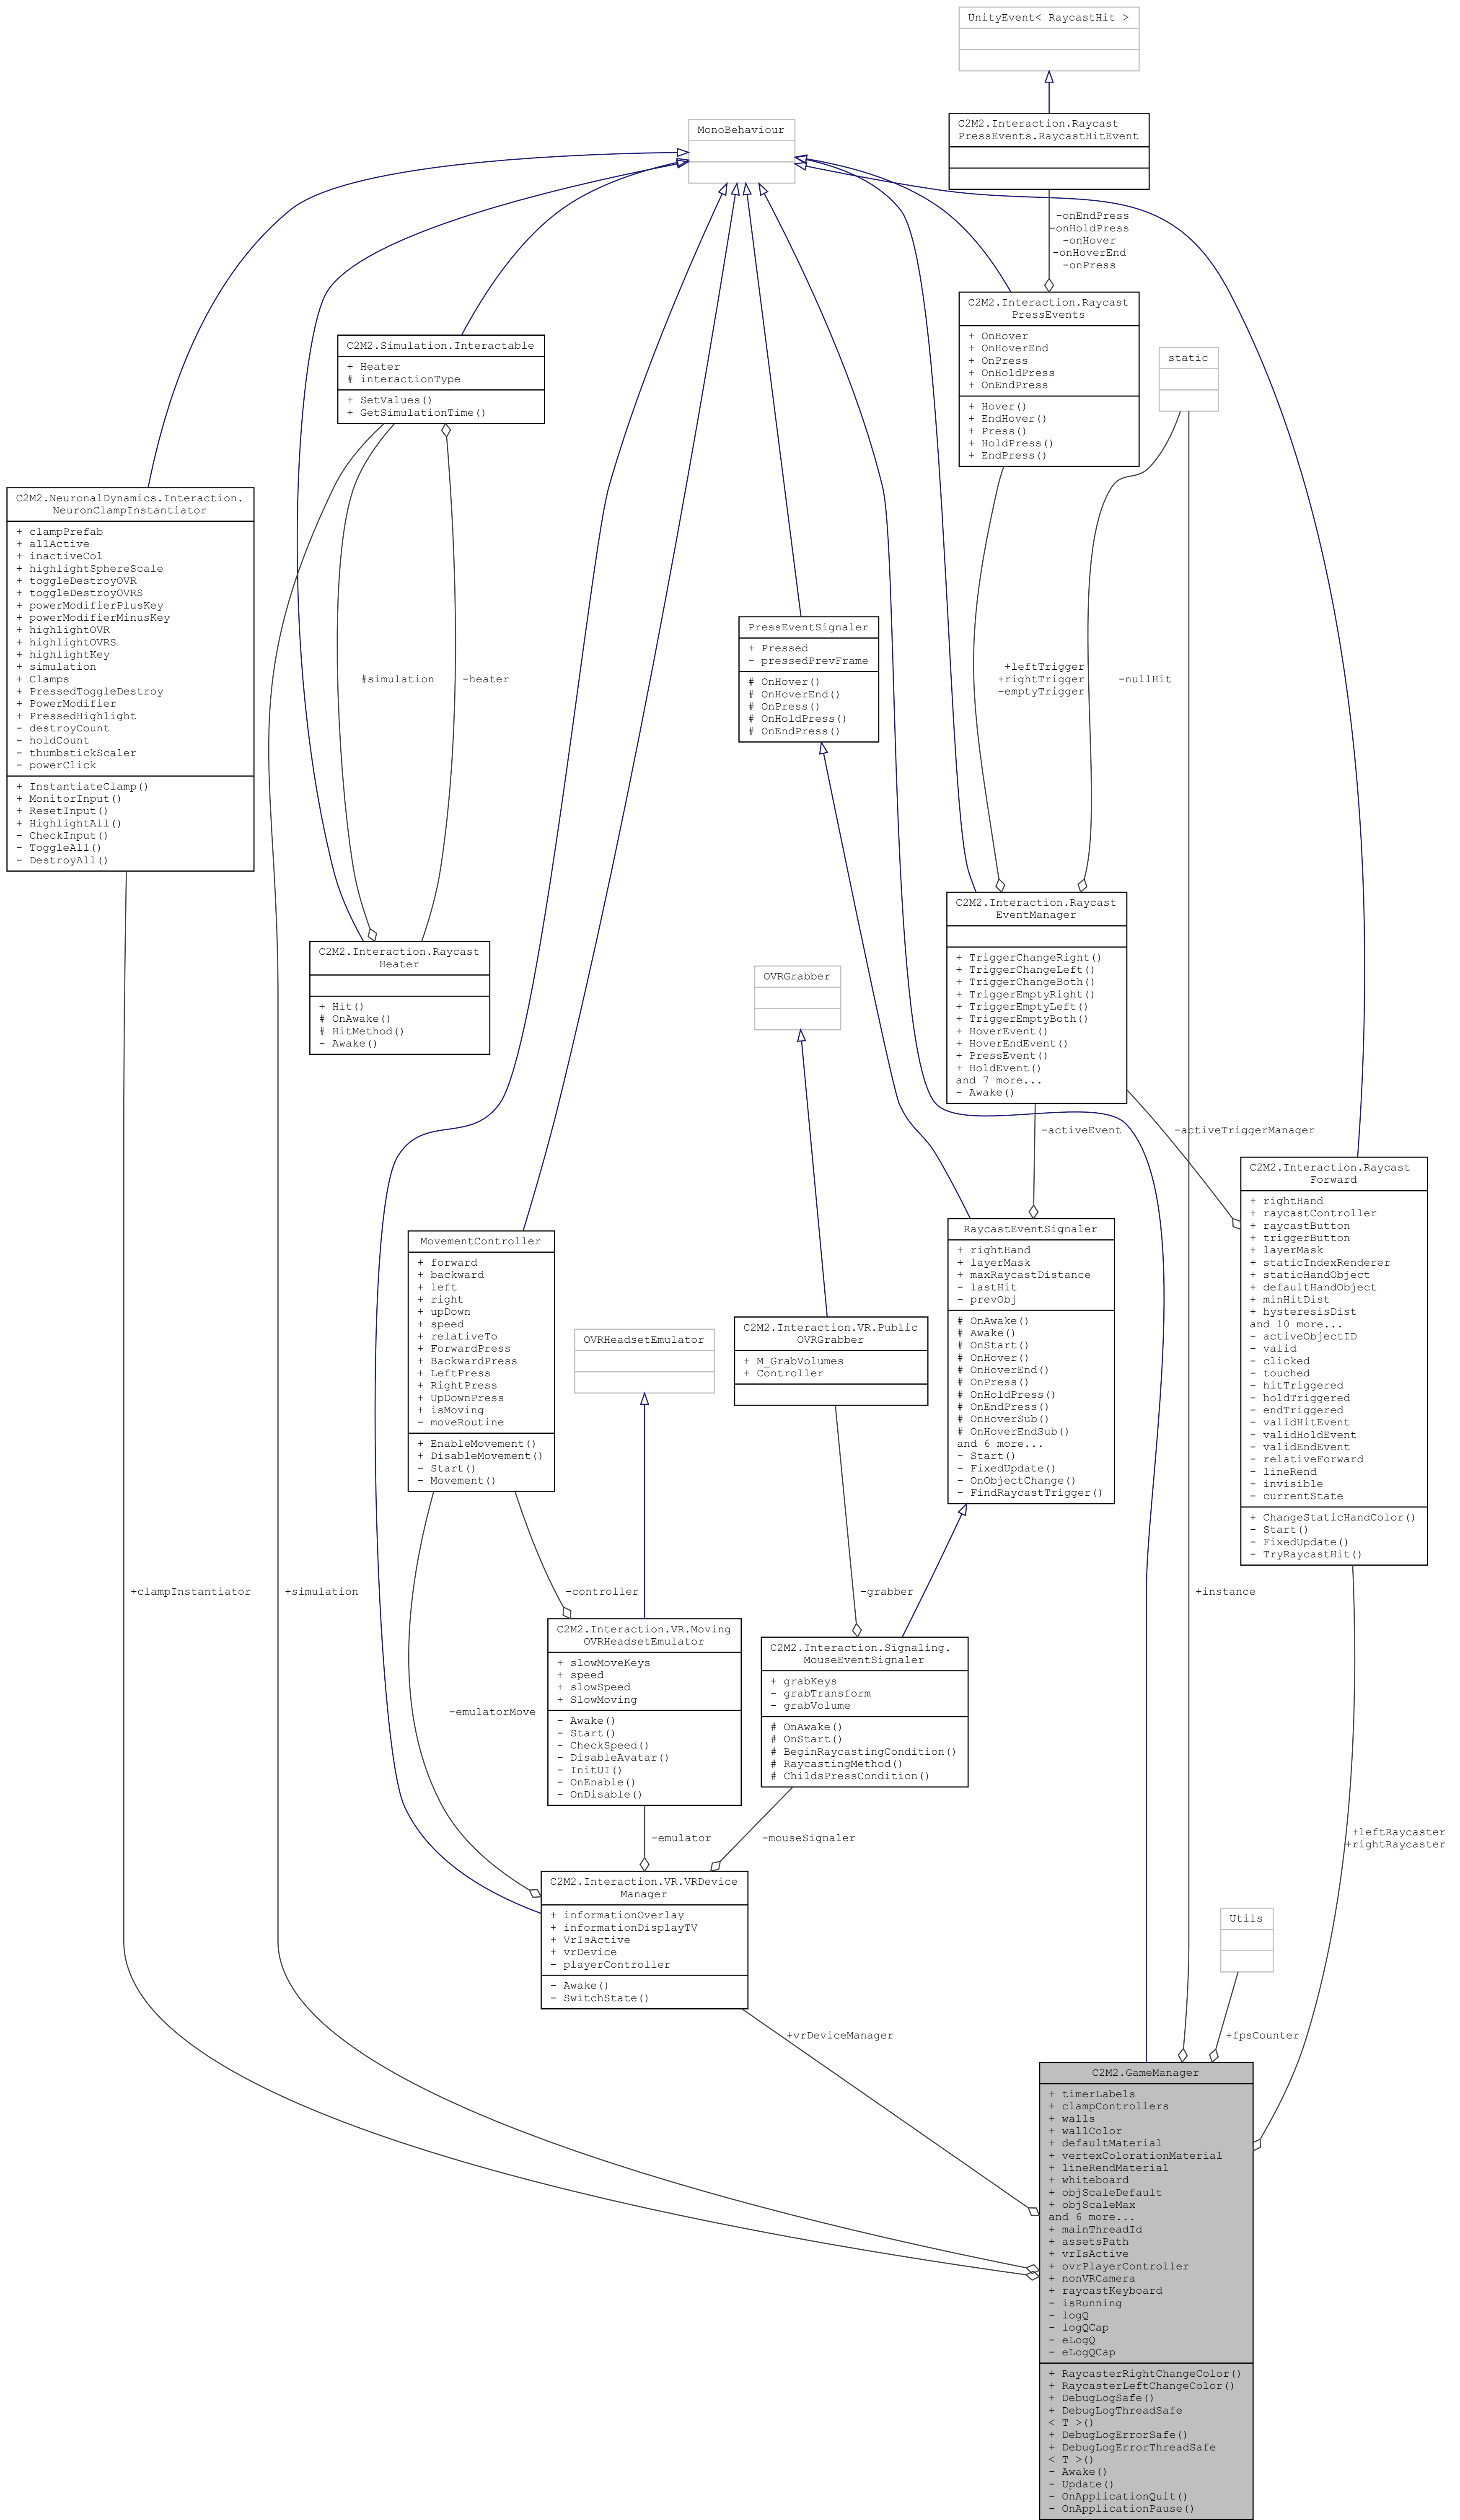 UnityEvent< RaycastHit >
C2M2.Interaction.Raycast
PressEvents.RaycastHitEvent
MonoBehaviour
-onEndPress
-onHoldPress
-onHover
-onHoverEnd
-onPress
C2M2.Interaction.Raycast
PressEvents
+ OnHover
+ OnHoverEnd
+ OnPress
+ OnHoldPress
+ OnEndPress
+ Hover()
+ EndHover()
+ Press()
+ HoldPress()
+ EndPress()
static
C2M2.Simulation.Interactable
+ Heater
# interactionType
+ SetValues()
+ GetSimulationTime()
C2M2.NeuronalDynamics.Interaction.
NeuronClampInstantiator
+ clampPrefab
+ allActive
+ inactiveCol
+ highlightSphereScale
+ toggleDestroyOVR
+ toggleDestroyOVRS
+ powerModifierPlusKey
+ powerModifierMinusKey
+ highlightOVR
+ highlightOVRS
+ highlightKey
+ simulation
+ Clamps
+ PressedToggleDestroy
+ PowerModifier
+ PressedHighlight
- destroyCount
- holdCount
- thumbstickScaler
- powerClick
+ InstantiateClamp()
+ MonitorInput()
+ ResetInput()
+ HighlightAll()
- CheckInput()
- ToggleAll()
- DestroyAll()
#simulation
-heater
PressEventSignaler
+ Pressed
- pressedPrevFrame
# OnHover()
# OnHoverEnd()
# OnPress()
# OnHoldPress()
# OnEndPress()
+leftTrigger
+rightTrigger
-emptyTrigger
-nullHit
C2M2.Interaction.Raycast
Heater
+ Hit()
# OnAwake()
# HitMethod()
- Awake()
OVRGrabber
C2M2.Interaction.Raycast
EventManager
+ TriggerChangeRight()
+ TriggerChangeLeft()
+ TriggerChangeBoth()
+ TriggerEmptyRight()
+ TriggerEmptyLeft()
+ TriggerEmptyBoth()
+ HoverEvent()
+ HoverEndEvent()
+ PressEvent()
+ HoldEvent()
and 7 more...
- Awake()
-activeEvent
-activeTriggerManager
C2M2.Interaction.Raycast
Forward
+ rightHand
+ raycastController
+ raycastButton
+ triggerButton
+ layerMask
+ staticIndexRenderer
+ staticHandObject
+ defaultHandObject
+ minHitDist
+ hysteresisDist
and 10 more...
- activeObjectID
- valid
- clicked
- touched
- hitTriggered
- holdTriggered
- endTriggered
- validHitEvent
- validHoldEvent
- validEndEvent
- relativeForward
- lineRend
- invisible
- currentState
+ ChangeStaticHandColor()
- Start()
- FixedUpdate()
- TryRaycastHit()
MovementController
+ forward
+ backward
+ left
+ right
+ upDown
+ speed
+ relativeTo
+ ForwardPress
+ BackwardPress
+ LeftPress
+ RightPress
+ UpDownPress
+ isMoving
- moveRoutine
+ EnableMovement()
+ DisableMovement()
- Start()
- Movement()
OVRHeadsetEmulator
C2M2.Interaction.VR.Public
OVRGrabber
+ M_GrabVolumes
+ Controller
RaycastEventSignaler
+ rightHand
+ layerMask
+ maxRaycastDistance
- lastHit
- prevObj
# OnAwake()
# Awake()
# OnStart()
# OnHover()
# OnHoverEnd()
# OnPress()
# OnHoldPress()
# OnEndPress()
# OnHoverSub()
# OnHoverEndSub()
and 6 more...
- Start()
- FixedUpdate()
- OnObjectChange()
- FindRaycastTrigger()
+clampInstantiator
+simulation
-controller
-grabber
+instance
C2M2.Interaction.VR.Moving
OVRHeadsetEmulator
+ slowMoveKeys
+ speed
+ slowSpeed
+ SlowMoving
- Awake()
- Start()
- CheckSpeed()
- DisableAvatar()
- InitUI()
- OnEnable()
- OnDisable()
C2M2.Interaction.Signaling.
MouseEventSignaler
+ grabKeys
- grabTransform
- grabVolume
# OnAwake()
# OnStart()
# BeginRaycastingCondition()
# RaycastingMethod()
# ChildsPressCondition()
-emulatorMove
-emulator
-mouseSignaler
+leftRaycaster
+rightRaycaster
C2M2.Interaction.VR.VRDevice
Manager
+ informationOverlay
+ informationDisplayTV
+ VrIsActive
+ vrDevice
- playerController
- Awake()
- SwitchState()
Utils
+vrDeviceManager
+fpsCounter
C2M2.GameManager
+ timerLabels
+ clampControllers
+ walls
+ wallColor
+ defaultMaterial
+ vertexColorationMaterial
+ lineRendMaterial
+ whiteboard
+ objScaleDefault
+ objScaleMax
and 6 more...
+ mainThreadId
+ assetsPath
+ vrIsActive
+ ovrPlayerController
+ nonVRCamera
+ raycastKeyboard
- isRunning
- logQ
- logQCap
- eLogQ
- eLogQCap
+ RaycasterRightChangeColor()
+ RaycasterLeftChangeColor()
+ DebugLogSafe()
+ DebugLogThreadSafe
< T >()
+ DebugLogErrorSafe()
+ DebugLogErrorThreadSafe
< T >()
- Awake()
- Update()
- OnApplicationQuit()
- OnApplicationPause()